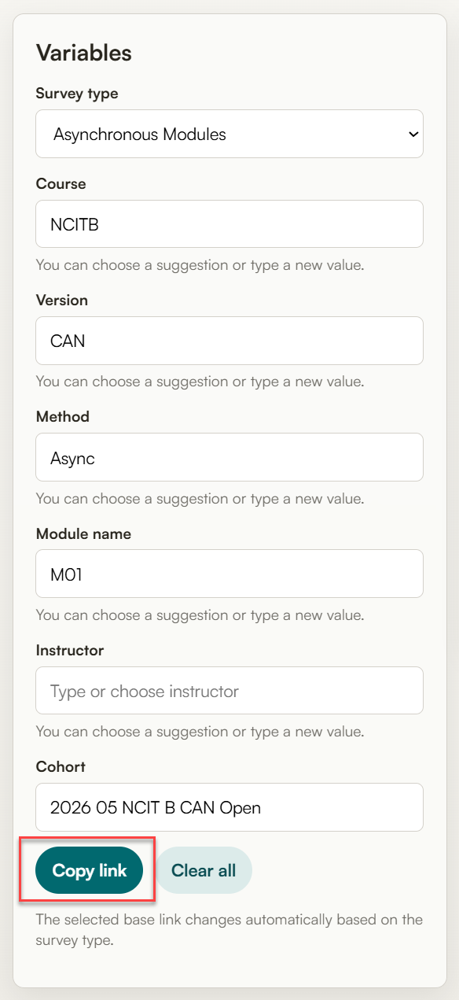 Variables
Survey type
Asynchronous Modules
Course
NCITB
You can choose a suggestion or type a new value.
Version
CAN
You can choose a suggestion or type a new value.
Method
Async
You can choose a suggestion or type a new value.
Module name
M01
You can choose a suggestion or type a new value.
Instructor
Type or choose instructor
You can choose a suggestion or type a new value.
Cohort
2026 05 NCIT B CAN Open
Copy link Clear all
The selected base link changes automatically based on the
survey type.